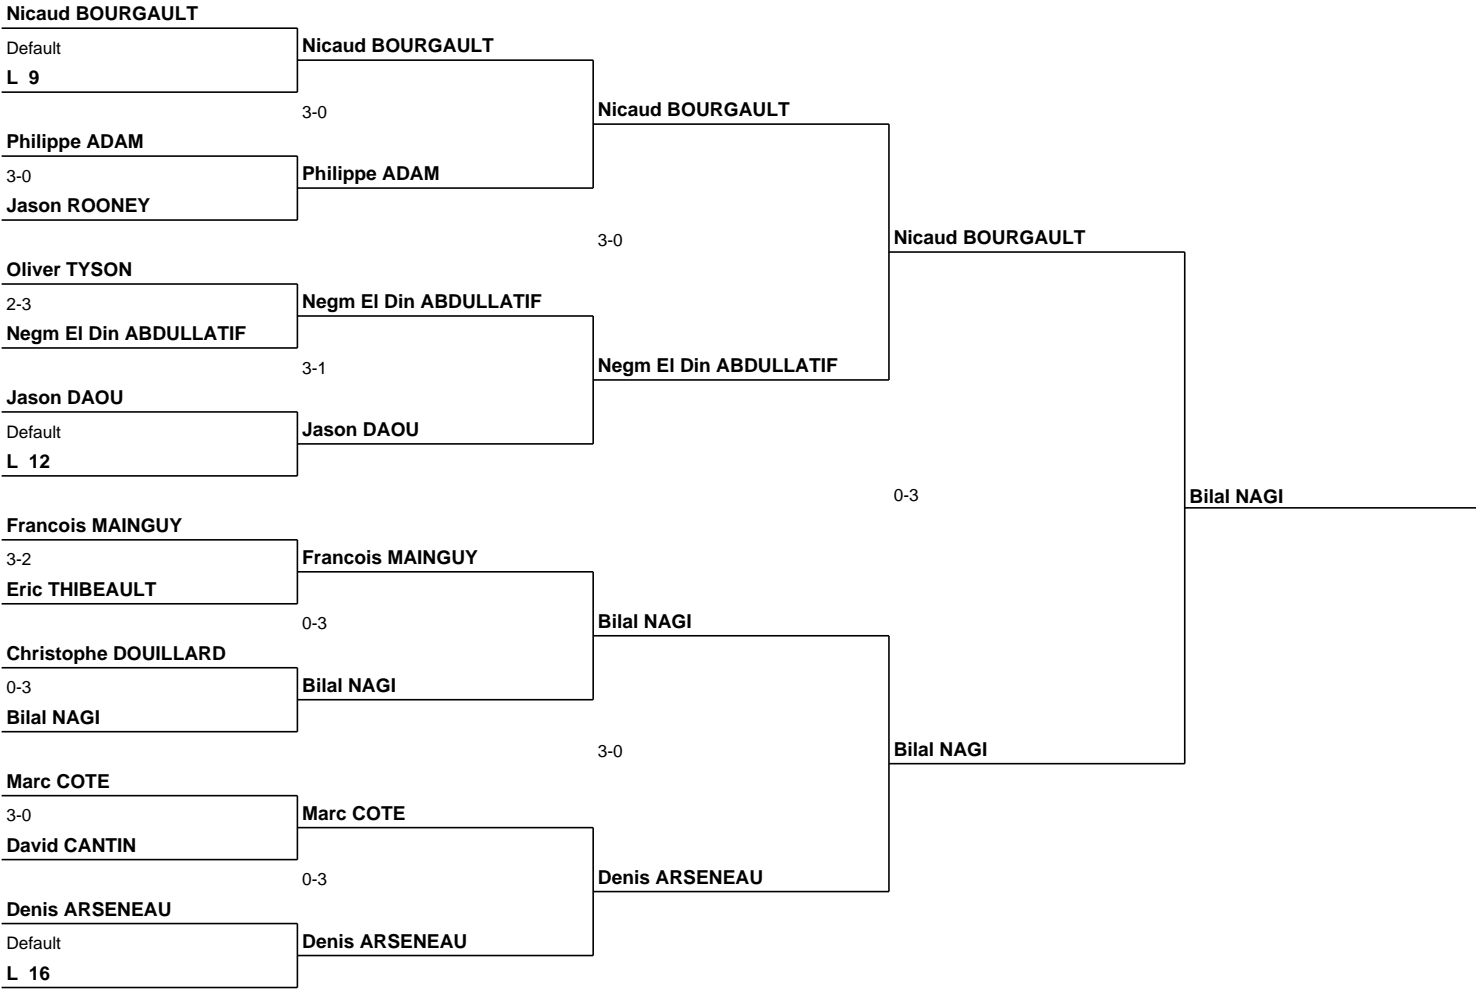 Nicaud BOURGAULT
Default
L 9
Philippe ADAM
3-0
Jason ROONEY
Oliver TYSON
2-3
Negm El Din ABDULLATIF
Jason DAOU
Default
L 12
Francois MAINGUY
3-2
Eric THIBEAULT
Christophe DOUILLARD
0-3
Bilal NAGI
Marc COTE
3-0
David CANTIN
Denis ARSENEAU
Default
L 16
Nicaud BOURGAULT
3-0
Philippe ADAM
Negm El Din ABDULLATIF
3-1
Jason DAOU
Francois MAINGUY
0-3
Bilal NAGI
Marc COTE
0-3
Denis ARSENEAU
Nicaud BOURGAULT
3-0
Negm El Din ABDULLATIF
Bilal NAGI
3-0
Denis ARSENEAU
Nicaud BOURGAULT
0-3
Bilal NAGI
Bilal NAGI